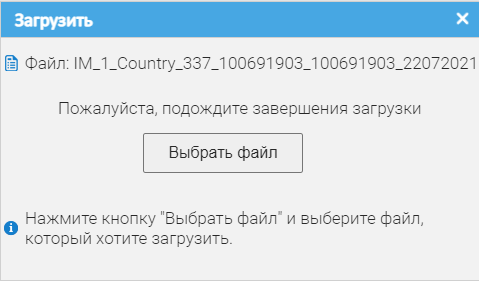 Загрузить
Файл: IM_1_Country_337_100691903_100691903_22072021
Пожалуйста, подождите завершения загрузки
Выбрать файл
Нажмите кнопку "Выбрать файл" и выберите файл,
который хотите загрузить.